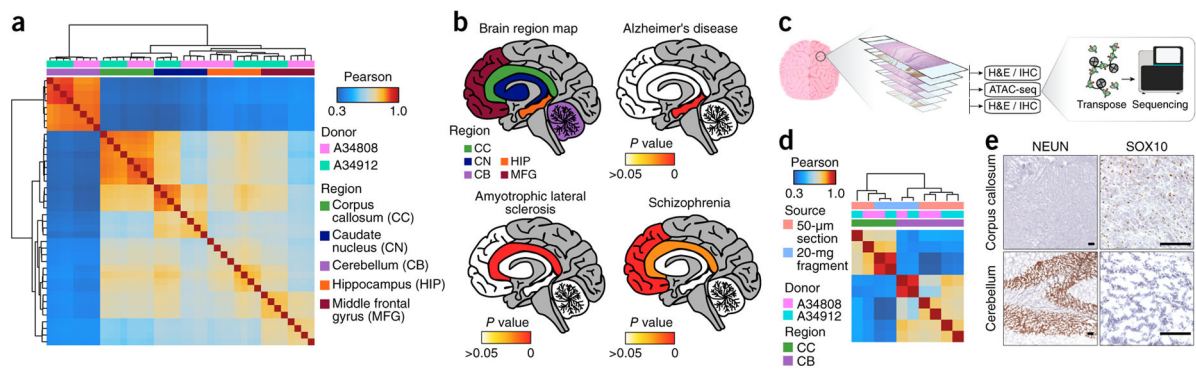 a
Pearson
0.3 1.0
Donor
A34808
A34912
Region
Corpus
callosum (CC)
Caudate
nucleus (CN)
Cerebellum (CB)
Hippocampus (HIP)
Middle frontal
gyrus (MFG)
b
Brain region map
Alzheimer's disease
Region
CC
CN HIP
CB MFG
P value
>0.05 0
Amyotrophic lateral
sclerosis
Schizophrenia
P value
>0.05 0
P value
>0.05 0
c
H&E / IHC
ATAC-seq
H&E / IHC
Transpose Sequencing
d
Pearson
0.3 1.0
Source
50-μm
section
20-mg
fragment
Donor
A34808
A34912
Region
CC
CB
e
NEUN SOX10
Corpus callosum
Cerebellum